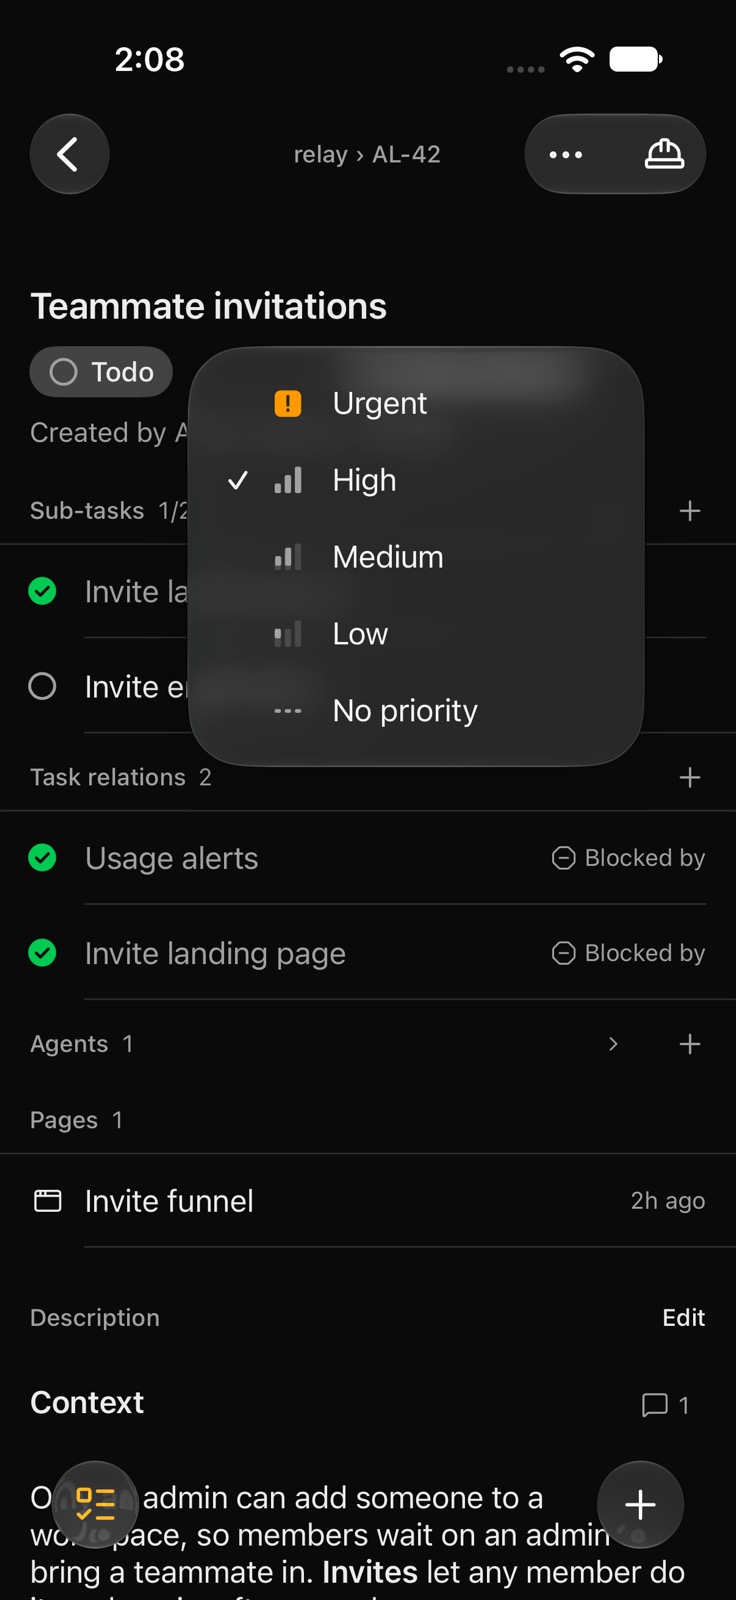 2:08
relay › AL-42
Teammate invitations
Todo
Urgent
Created by
High
Sub-tasks 1/2
Medium
Invite
Low
Invite
No priority
Task relations 2
Usage alerts Blocked by
Invite landing page Blocked by
Agents 1
Pages 1
Invite funnel 2h ago
Description Edit
Context 1
admin can add someone to a
so members wait on an admin
bring a teammate in. Invites let any member do